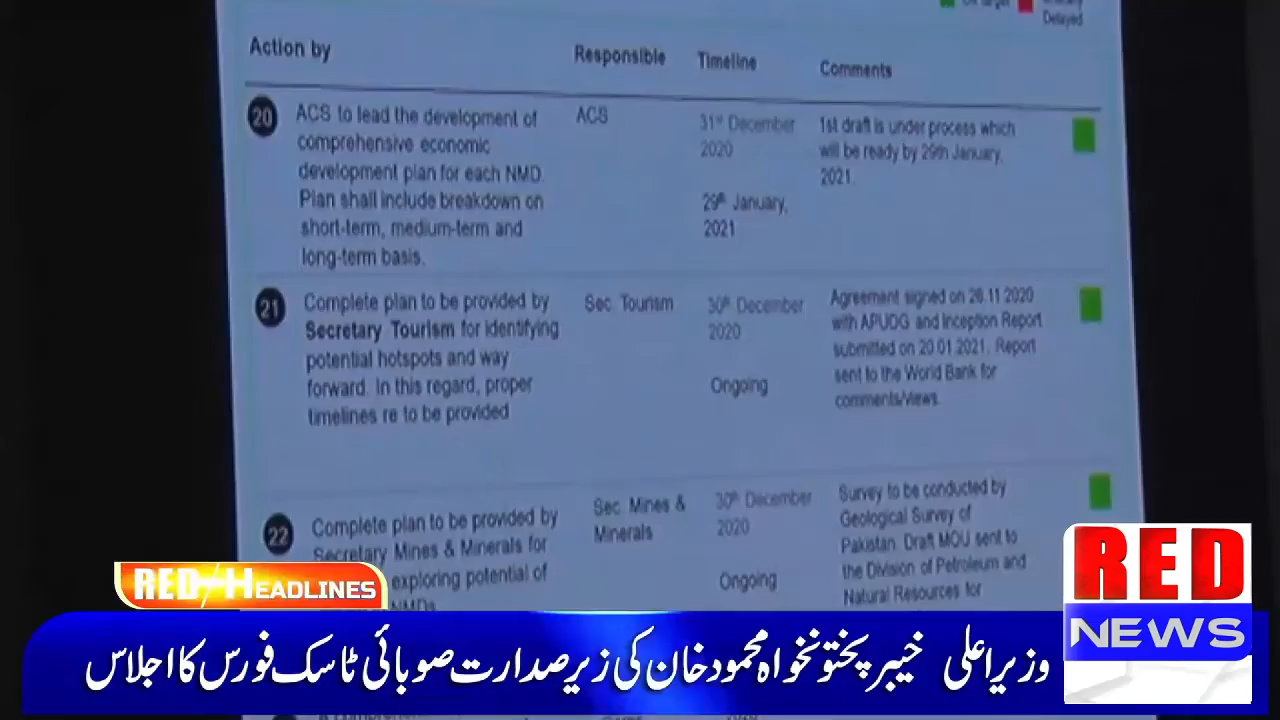 On target
Delayed
Action by
Responsible
Timeline
Comments
20
ACS to lead the development of
comprehensive economic
development plan for each NMD.
Plan shall include breakdown on
short-term, medium-term and
long-term basis.
ACS
31st December
2020
29th January,
2021
1st draft is under process which
will be ready by 29th January,
2021.
21
Complete plan to be provided by
Secretary Tourism for identifying
potential hotspots and way
forward. In this regard, proper
timelines re to be provided
Sec. Tourism
30th December
2020
Ongoing
Agreement signed on 26.11.2020
with APUDG and Inception Report
submitted on 20.01.2021. Report
sent to the World Bank for
comments/views.
22
Complete plan to be provided by
Secretary Mines & Minerals for
exploring potential of
NMDs
Sec. Mines &
Minerals
30th December
2020
Ongoing
Survey to be conducted by
Geological Survey of
Pakistan. Draft MOU sent to
the Division of Petroleum and
Natural Resources for
RED HEADLINES
RED
NEWS
وزیراعلی خیبر پختونخواہ محمود خان کی زیر صدارت صوبائی ٹاسک فورس کا اجلاس